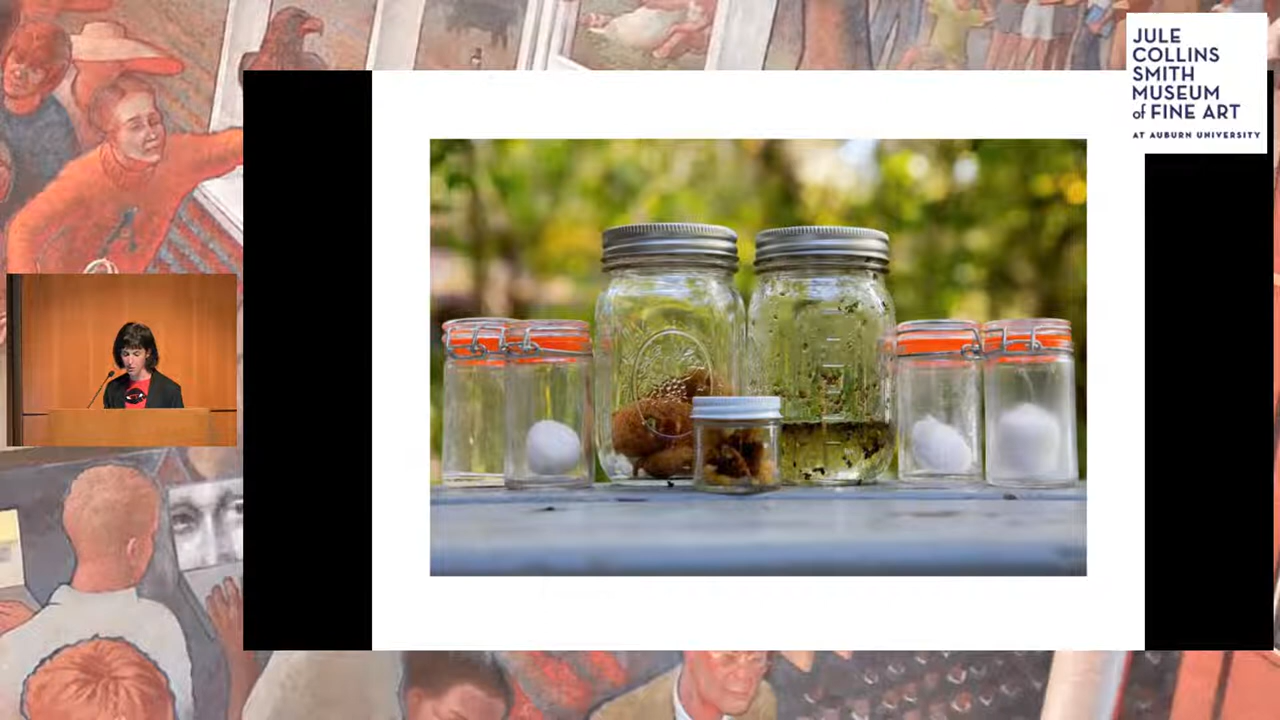 JULE
COLLINS
SMITH
MUSEUM
of FINE ART
AT AUBURN UNIVERSITY
A